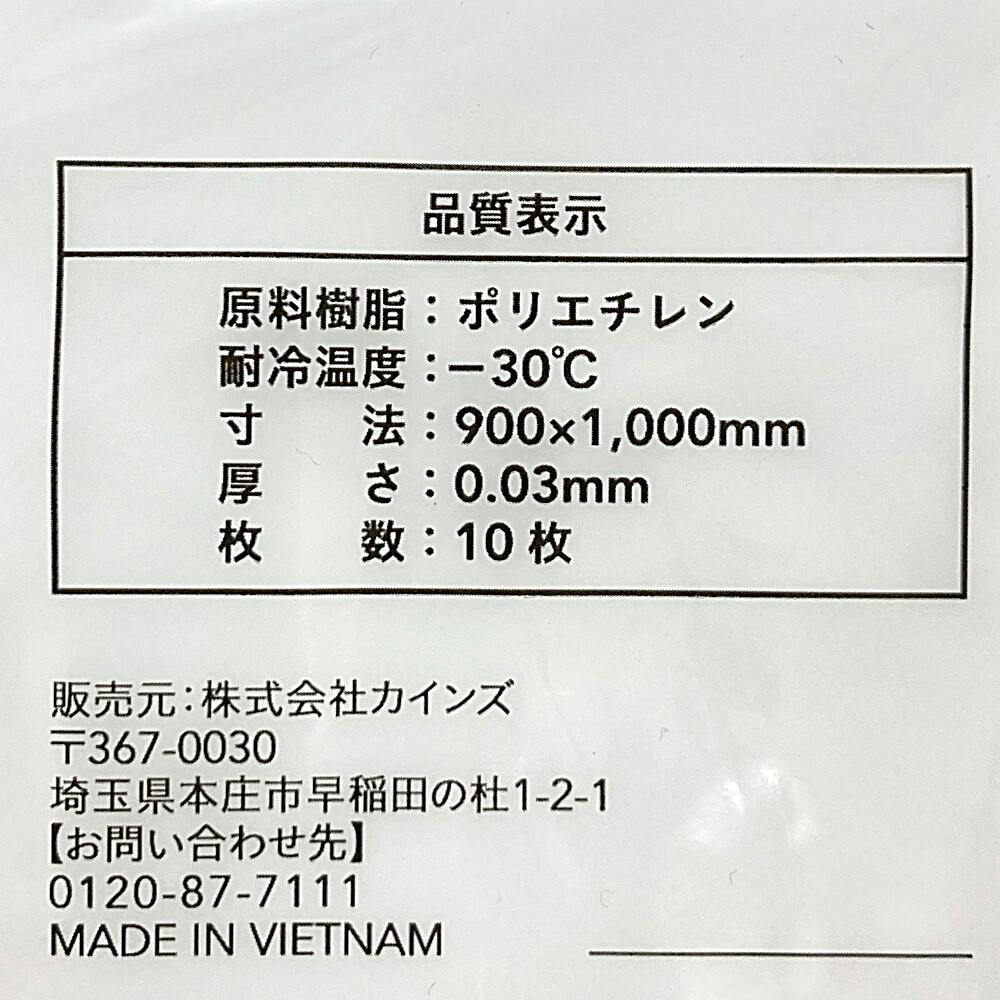 品質表示
原料樹脂：ポリエチレン
耐冷温度：－30℃
寸　　法：900×1,000mm
厚　　さ：0.03mm
枚　　数：10 枚
販売元：株式会社カインズ
〒367-0030
埼玉県本庄市早稲田の杜1-2-1
【お問い合わせ先】
0120-87-7111
MADE IN VIETNAM